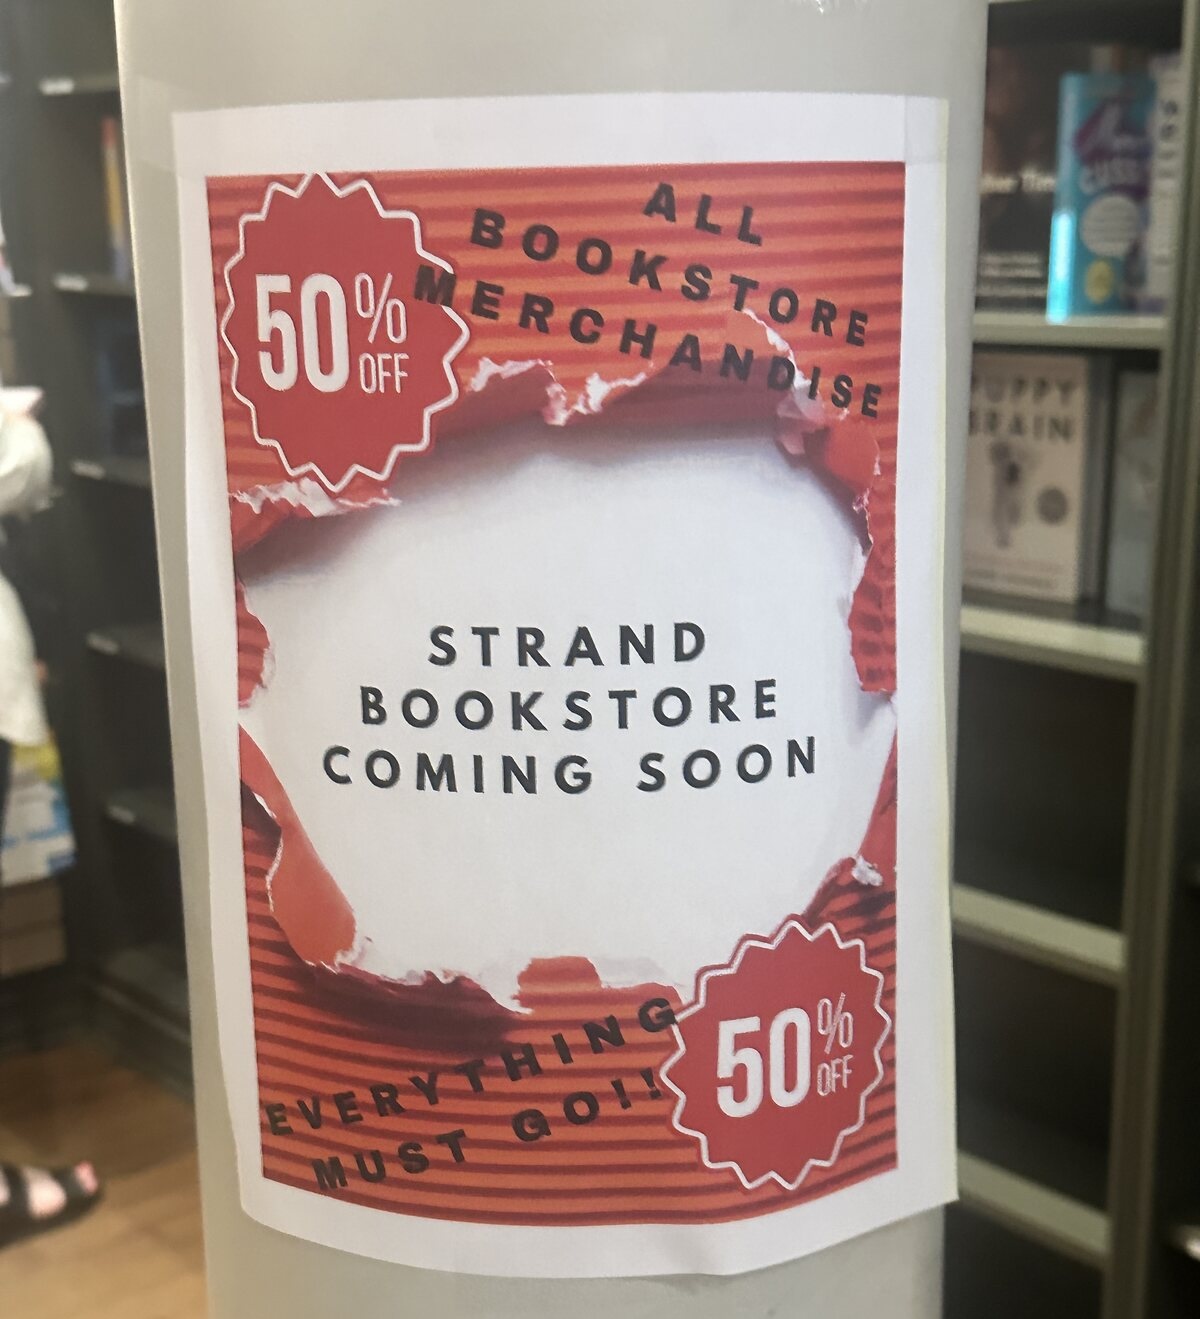 50%
OFF
ALL
BOOKSTORE
MERCHANDISE
STRAND
BOOKSTORE
COMING SOON
EVERYTHING
MUST GO!!
50%
OFF
PUPPY
BRAIN